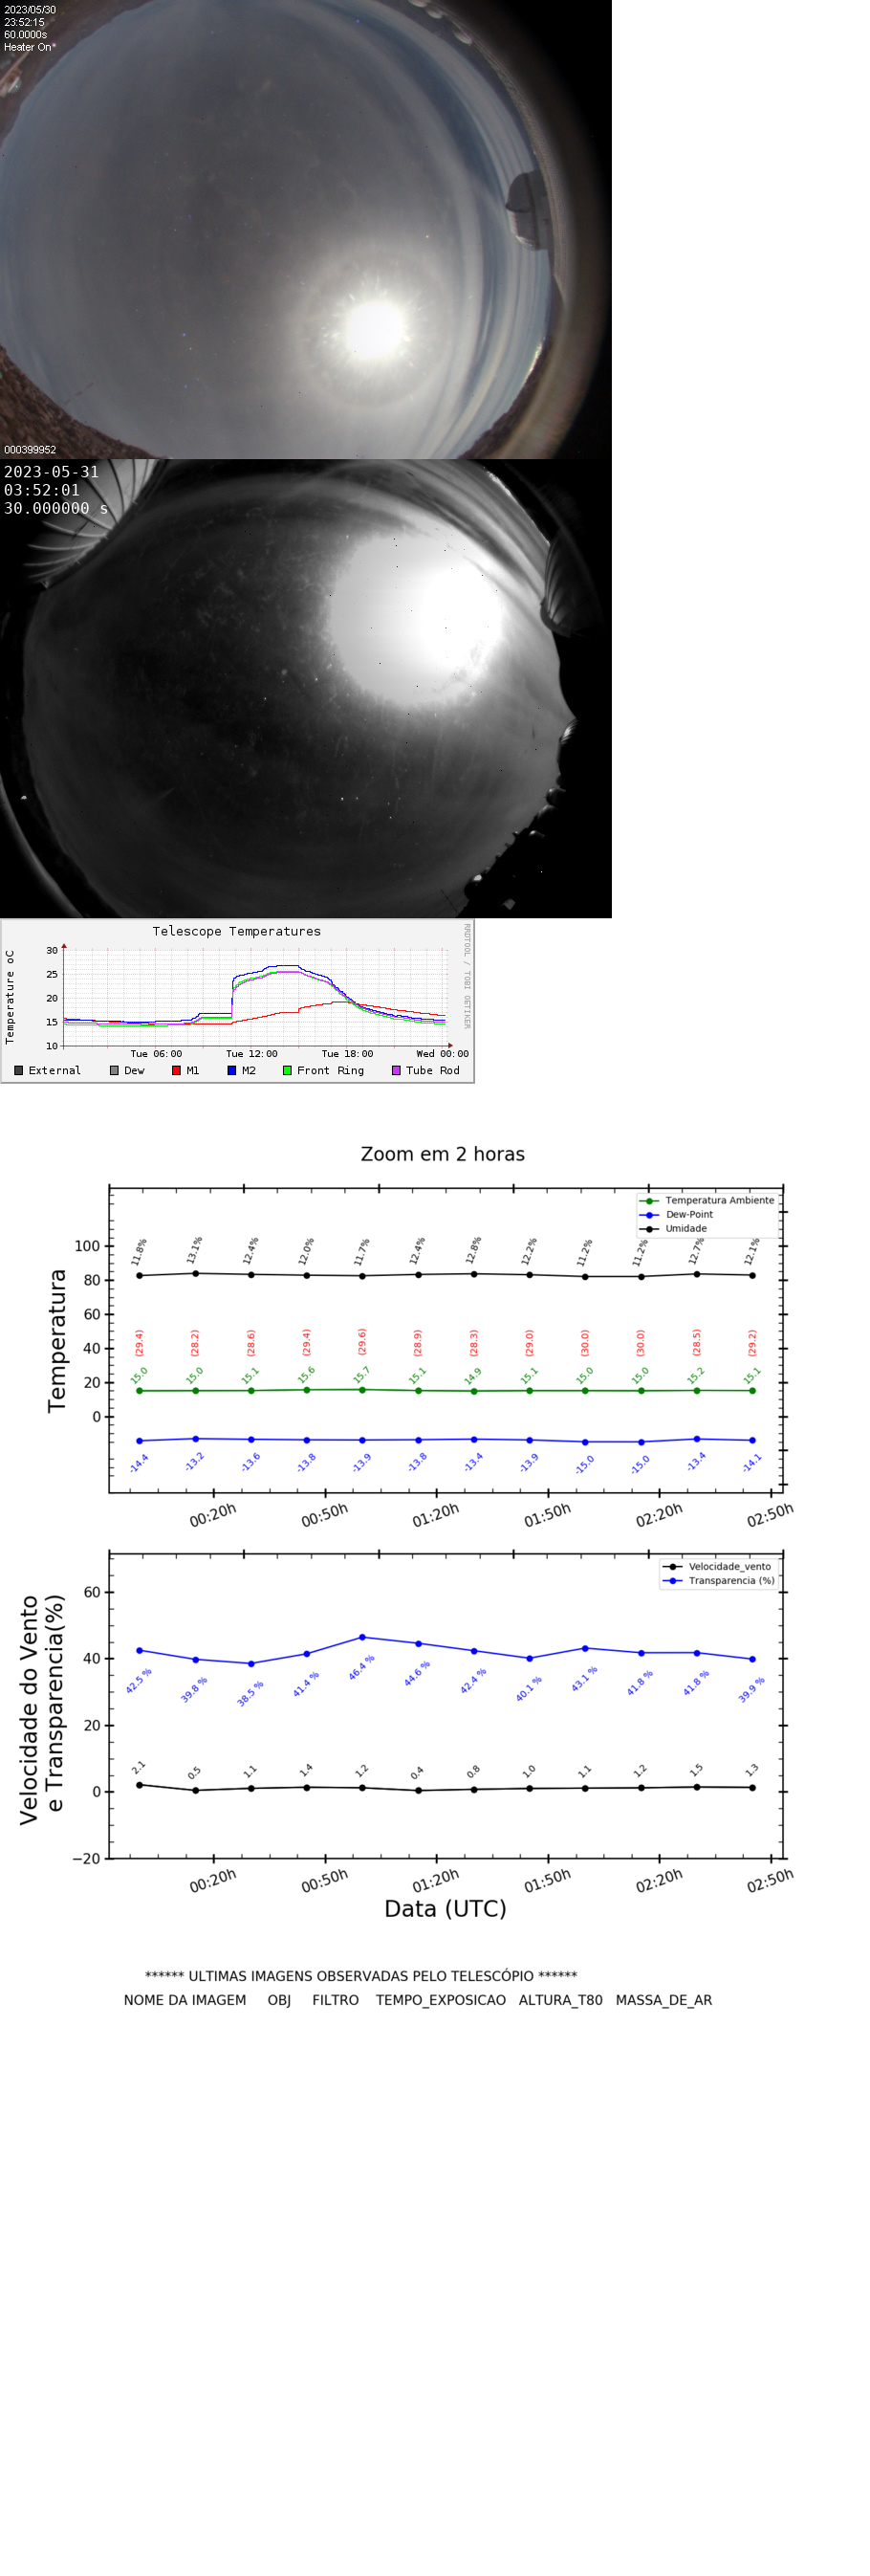 2023/05/30
23:52:15
60.0000s
Heater On*
000399952
2023-05-31
03:52:01
30.000000 s
Telescope Temperatures
RRDTOOL / TOBI OETIKER
Temperature oC
30
25
20
15
10
Tue 06:00 Tue 12:00 Tue 18:00 Wed 00:00
External Dew M1 M2 Front Ring Tube Rod
Zoom em 2 horas
Temperatura Ambiente
Dew-Point
Umidade
Temperatura
100
80
60
40
20
0
11.8% 13.1% 12.4% 12.0% 11.7% 12.4% 12.8% 12.2% 11.2% 11.2% 12.7% 12.1%
(29.4) (28.2) (28.6) (29.4) (29.6) (28.9) (28.3) (29.0) (30.0) (30.0) (28.5) (29.2)
15.0 15.0 15.1 15.6 15.7 15.1 14.9 15.1 15.0 15.0 15.2 15.1
-14.4 -13.2 -13.6 -13.8 -13.9 -13.8 -13.4 -13.9 -15.0 -15.0 -13.4 -14.1
00:20h 00:50h 01:20h 01:50h 02:20h 02:50h
Velocidade_vento
Transparencia (%)
Velocidade do Vento
e Transparencia(%)
60
40
20
0
−20
42.5 % 39.8 % 38.5 % 41.4 % 46.4 % 44.6 % 42.4 % 40.1 % 43.1 % 41.8 % 41.8 % 39.9 %
2.1 0.5 1.1 1.4 1.2 0.4 0.8 1.0 1.1 1.2 1.5 1.3
00:20h 00:50h 01:20h 01:50h 02:20h 02:50h
Data (UTC)
****** ULTIMAS IMAGENS OBSERVADAS PELO TELESCÓPIO ******
NOME DA IMAGEM OBJ FILTRO TEMPO_EXPOSICAO ALTURA_T80 MASSA_DE_AR